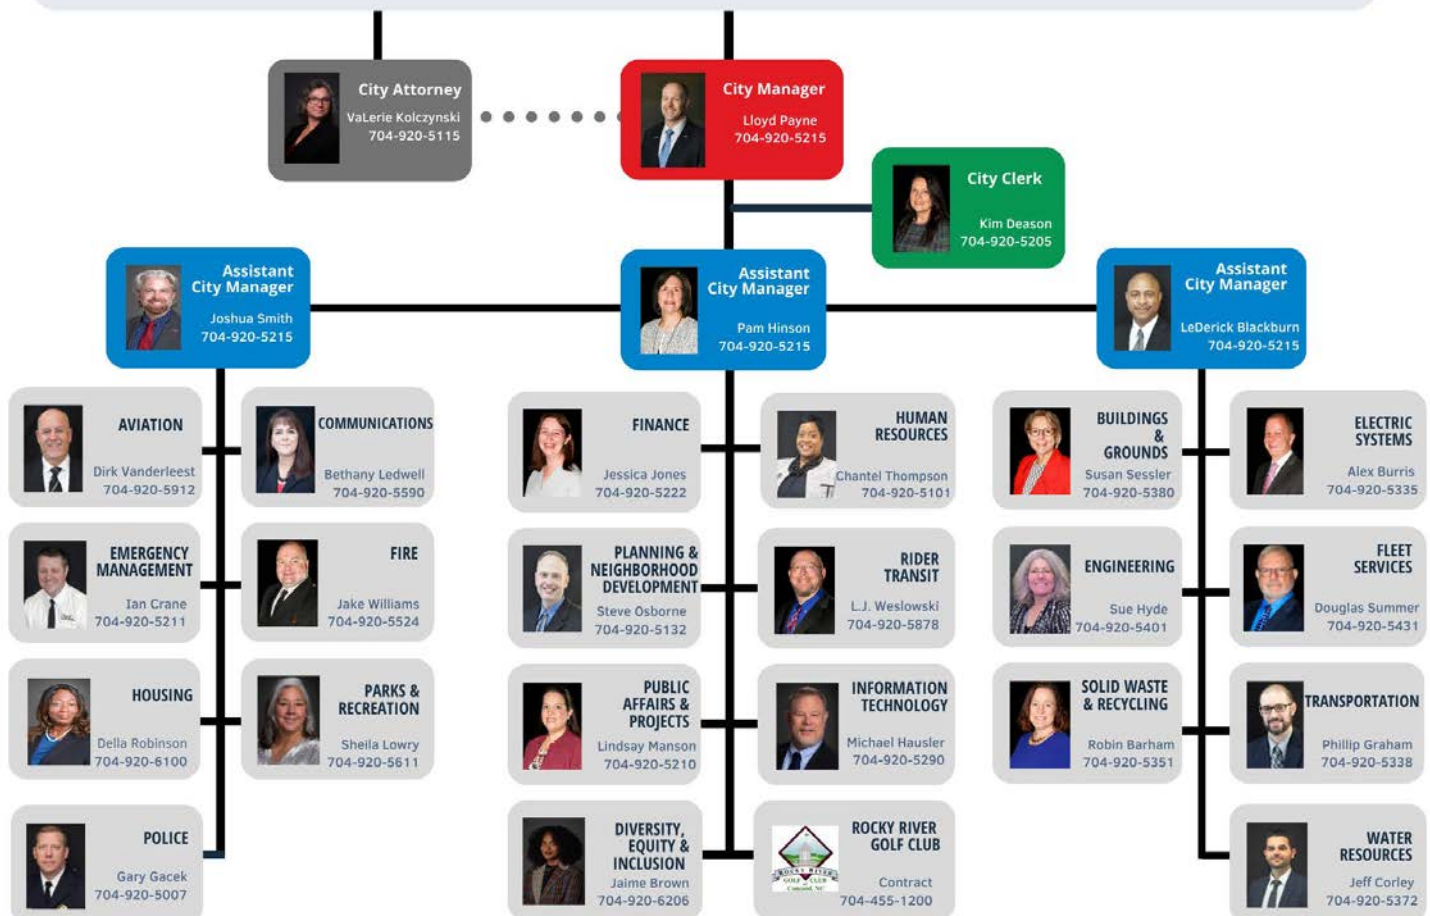 City Attorney
VaLerie Kolczynski
704-920-5115
City Manager
Lloyd Payne
704-920-5215
City Clerk
Kim Deason
704-920-5205
Assistant
City Manager
Joshua Smith
704-920-5215
Assistant
City Manager
Pam Hinson
704-920-5215
Assistant
City Manager
LeDerick Blackburn
704-920-5215
AVIATION
Dirk Vanderleest
704-920-5912
COMMUNICATIONS
Bethany Ledwell
704-920-5590
FINANCE
Jessica Jones
704-920-5222
HUMAN
RESOURCES
Chantel Thompson
704-920-5101
BUILDINGS
&
GROUNDS
Susan Sessler
704-920-5380
ELECTRIC
SYSTEMS
Alex Burris
704-920-5335
EMERGENCY
MANAGEMENT
Ian Crane
704-920-5211
FIRE
Jake Williams
704-920-5524
PLANNING &
NEIGHBORHOOD
DEVELOPMENT
Steve Osborne
704-920-5132
RIDER
TRANSIT
L.J. Weslowski
704-920-5878
ENGINEERING
Sue Hyde
704-920-5401
FLEET
SERVICES
Douglas Summer
704-920-5431
HOUSING
Della Robinson
704-920-6100
PARKS &
RECREATION
Sheila Lowry
704-920-5611
PUBLIC
AFFAIRS &
PROJECTS
Lindsay Manson
704-920-5210
INFORMATION
TECHNOLOGY
Michael Hausler
704-920-5290
SOLID WASTE
& RECYCLING
Robin Barham
704-920-5351
TRANSPORTATION
Phillip Graham
704-920-5338
POLICE
Gary Gacek
704-920-5007
DIVERSITY,
EQUITY &
INCLUSION
Jaime Brown
704-920-6206
ROCKY RIVER
GOLF CLUB
Concord, NC
ROCKY RIVER
GOLF CLUB
Contract
704-455-1200
WATER
RESOURCES
Jeff Corley
704-920-5372